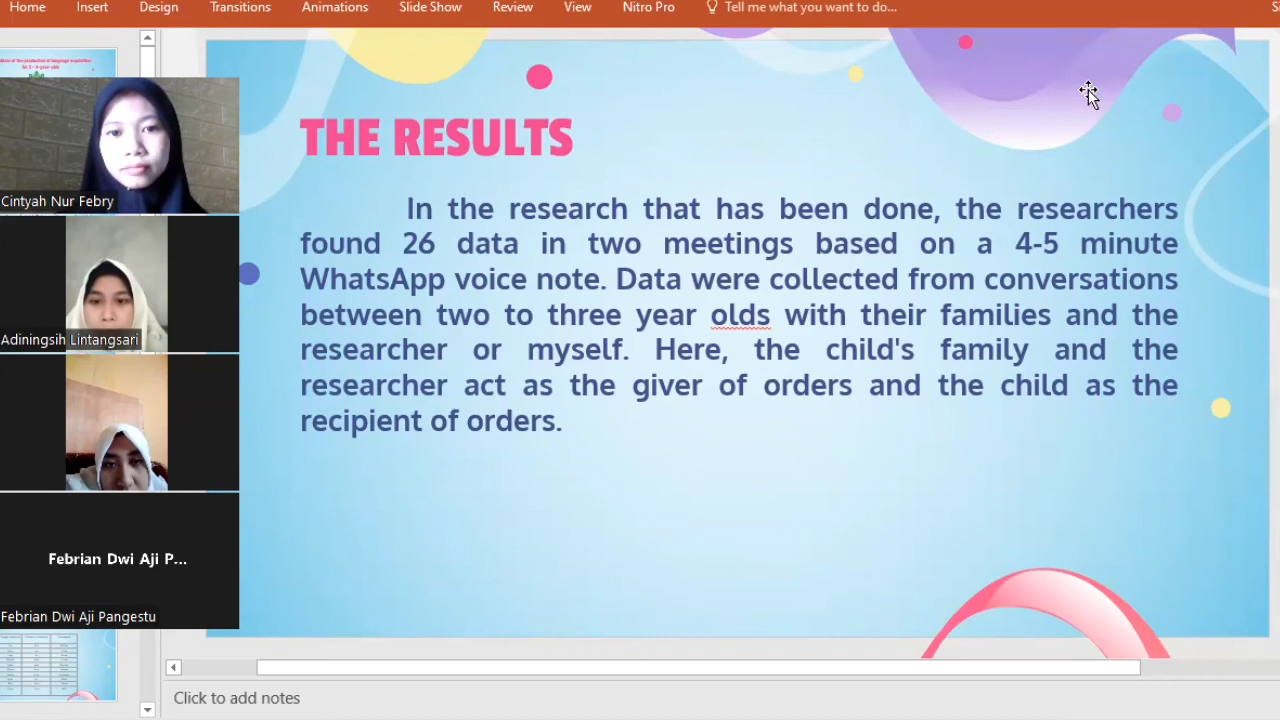 Home Insert Design Transitions Animations Slide Show Review View Nitro Pro Tell me what you want to do...
Cintyah Nur Febry
Adiningsih Lintangsari
Febrian Dwi Aji P...
Febrian Dwi Aji Pangestu
THE RESULTS
In the research that has been done, the researchers
found 26 data in two meetings based on a 4-5 minute
WhatsApp voice note. Data were collected from conversations
between two to three year olds with their families and the
researcher or myself. Here, the child's family and the
researcher act as the giver of orders and the child as the
recipient of orders.
Click to add notes